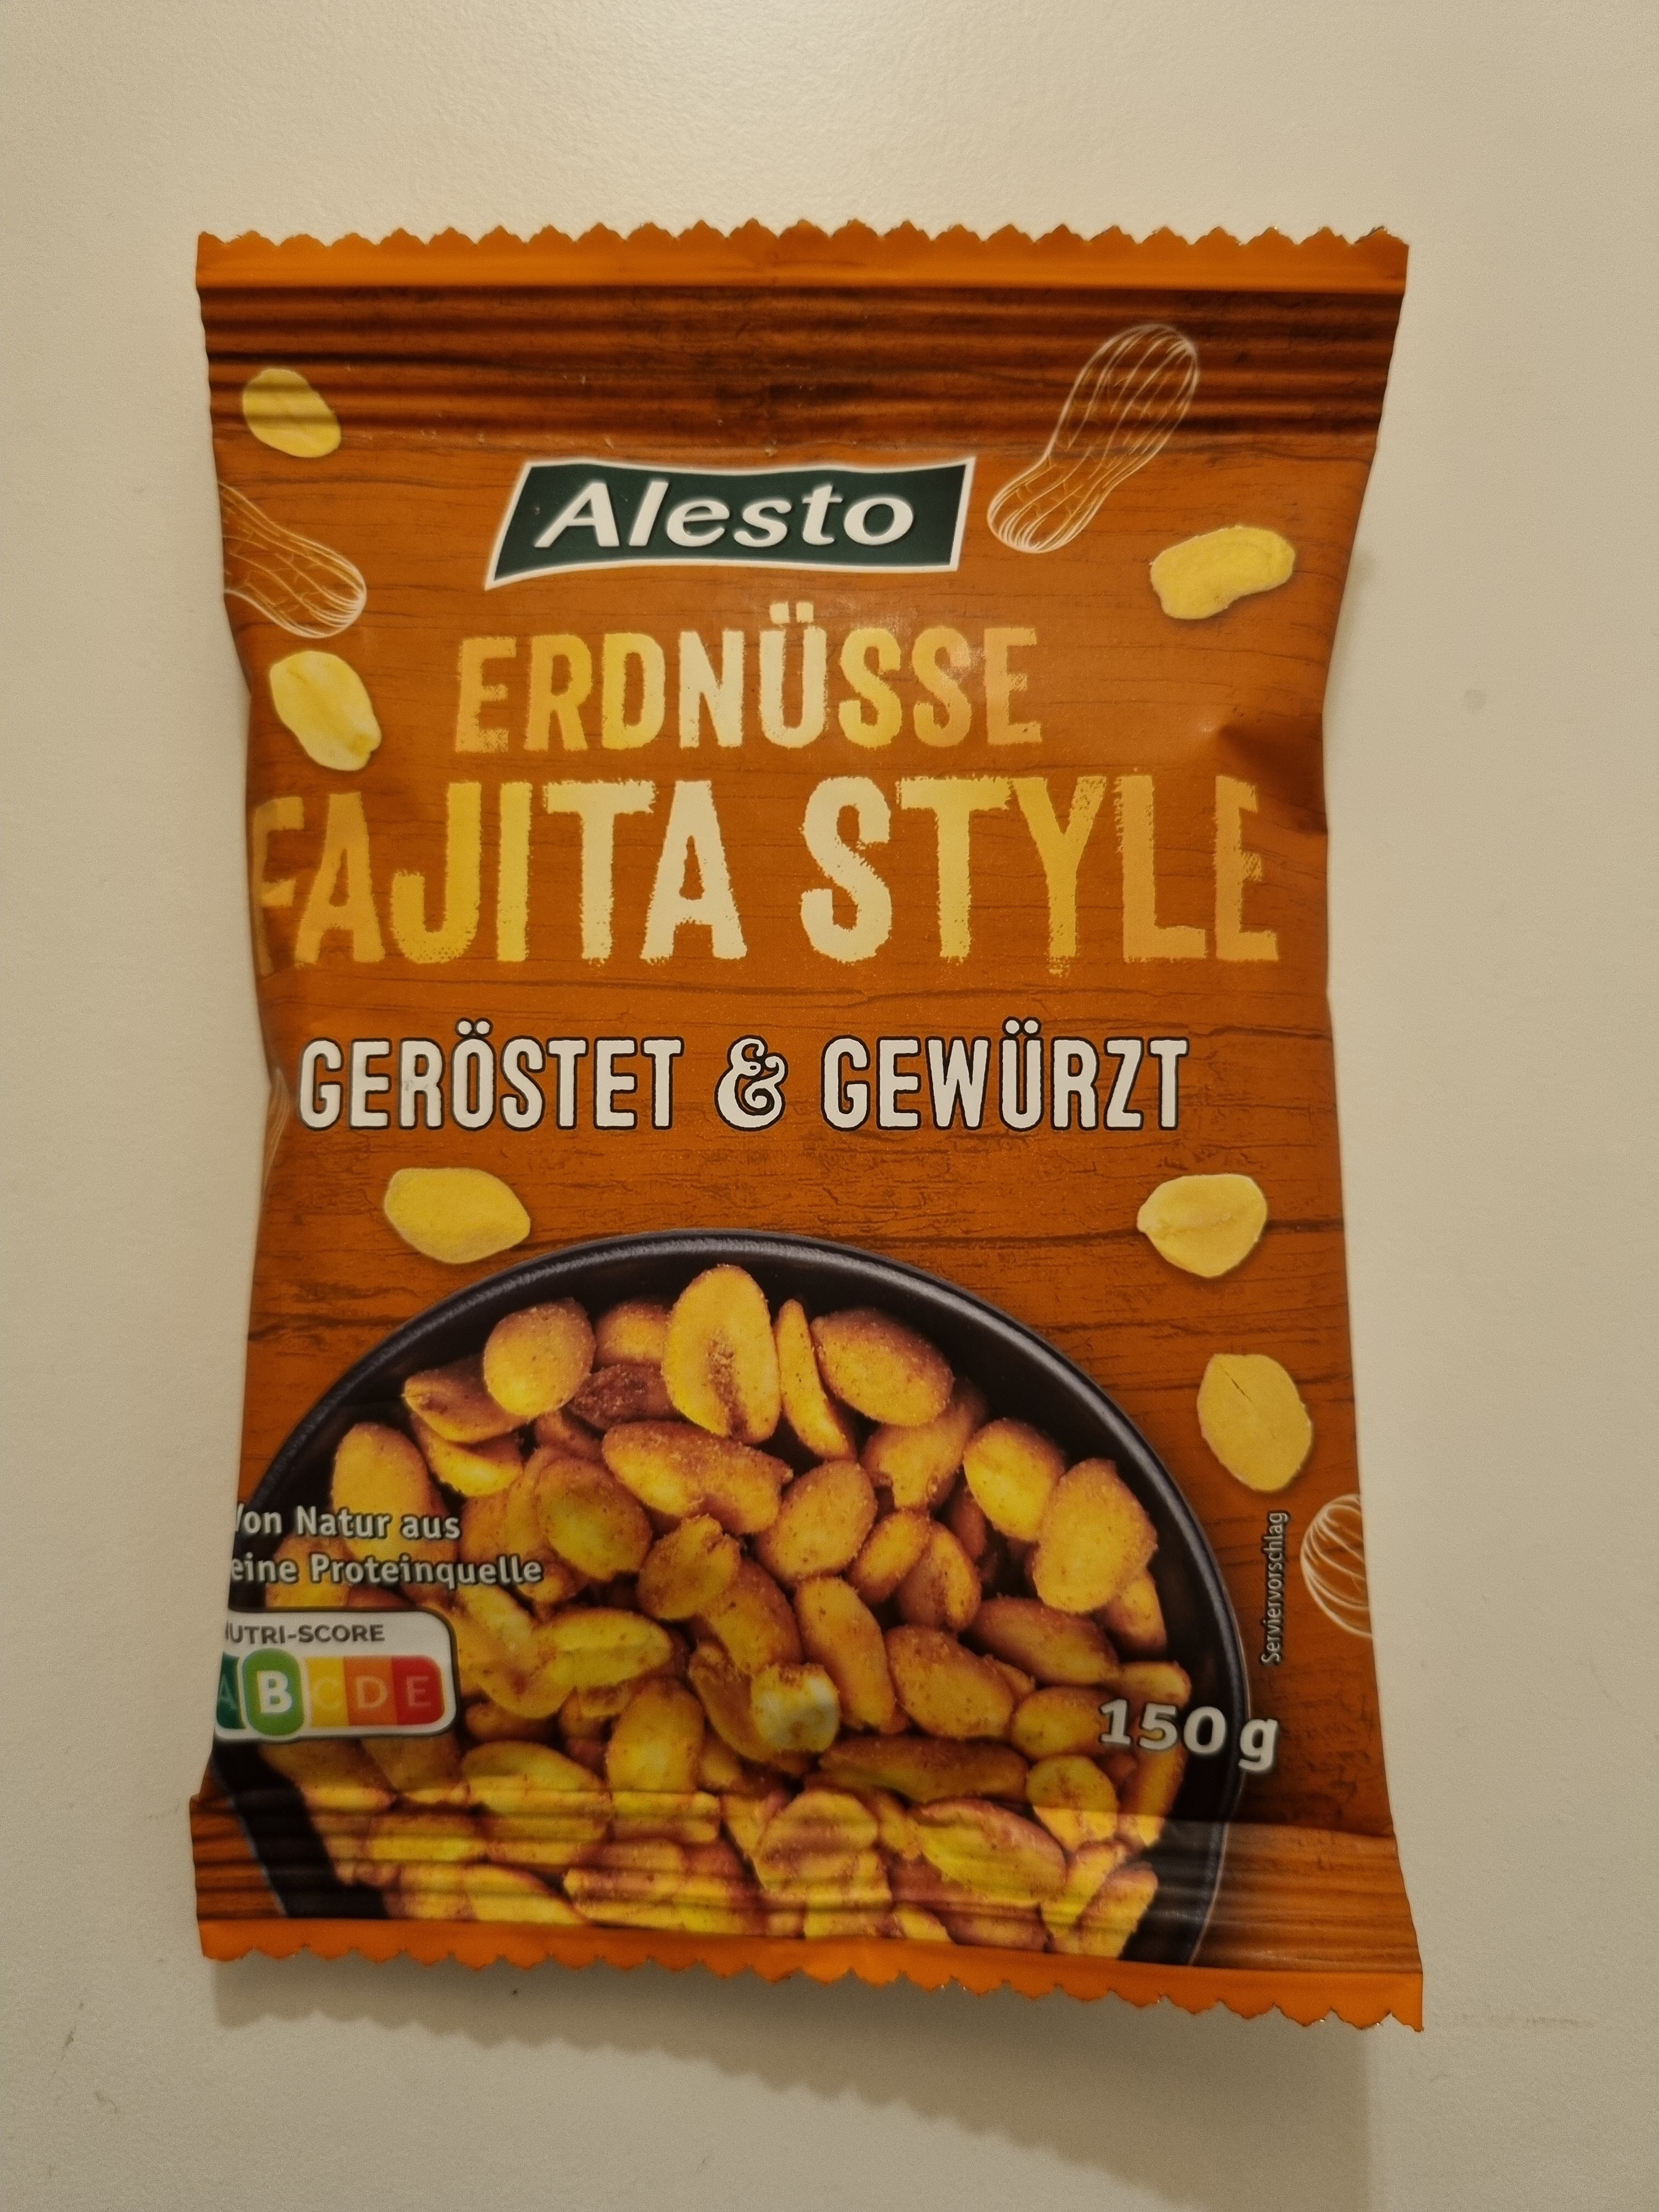 Alesto
ERDNÜSSE
FAJITA STYLE
GERÖSTET & GEWÜRZT
Von Natur aus
eine Proteinquelle
NUTRI-SCORE
A B C D E
Serviervorschlag
150 g